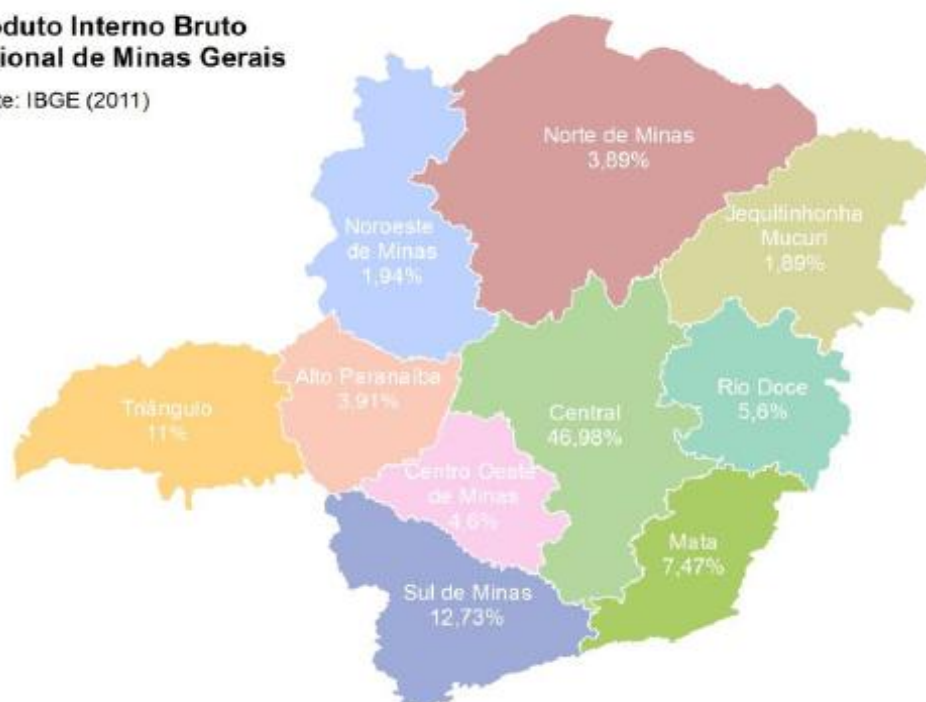 oduto Interno Bruto
ional de Minas Gerais
te: IBGE (2011)
Norte de Minas
3,89%
Jequitinhonha
Mucuri
1,89%
Noroeste
de Minas
1,94%
Alto Paranaíba
3,91%
Triângulo
11%
Central
46,98%
Rio Doce
5,6%
Centro Oeste
de Minas
4,6%
Mata
7,47%
Sul de Minas
12,73%